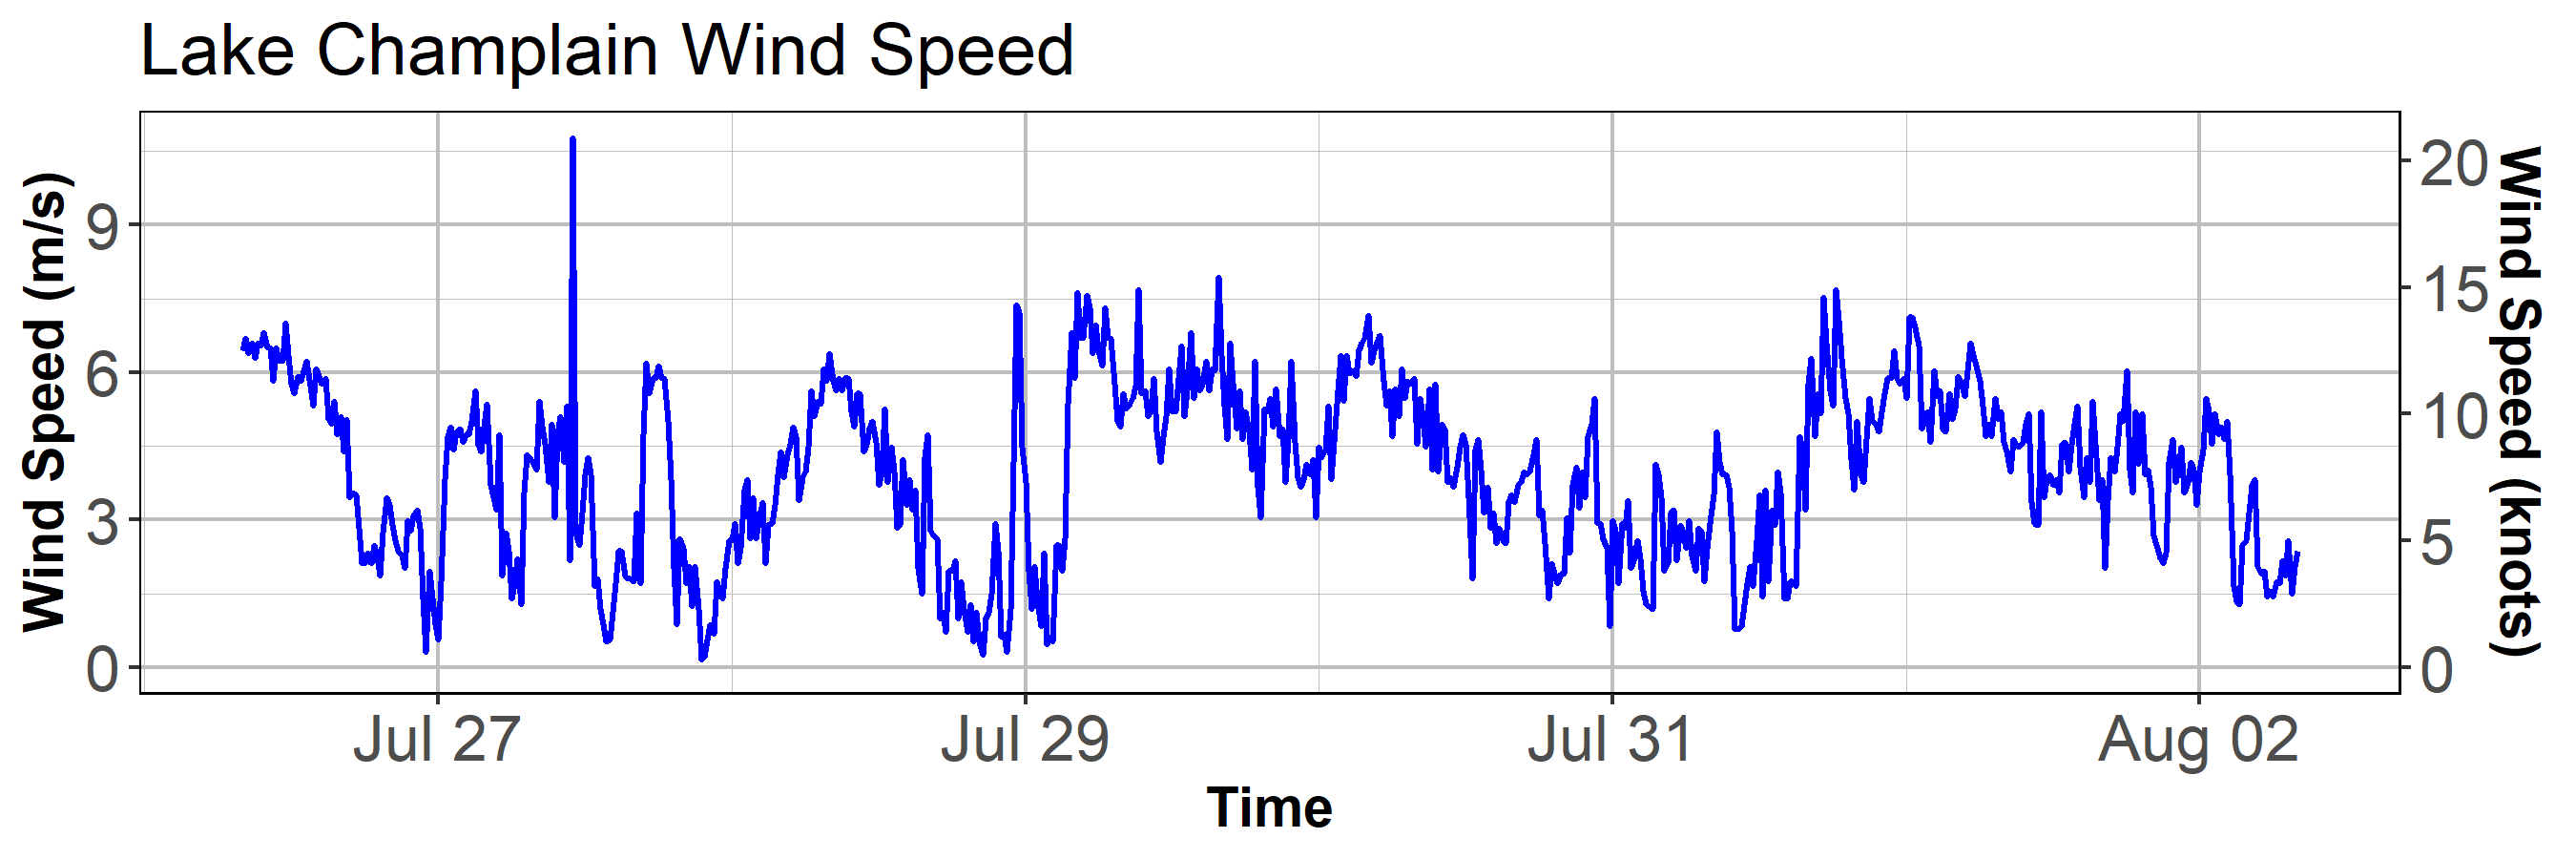 Lake Champlain Wind Speed
Wind Speed (m/s)
9
6
3
0
20
15
10
5
0
Wind Speed (knots)
Jul 27
Jul 29
Jul 31
Aug 02
Time